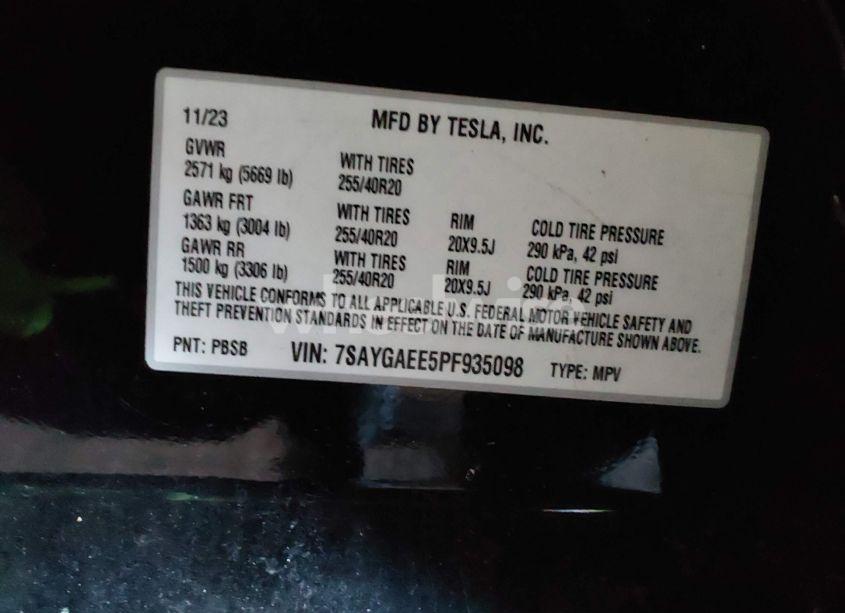 11/23 MFD BY TESLA, INC.
GVWR
2571 kg (5669 lb) WITH TIRES
255/40R20
GAWR FRT
1363 kg (3004 lb) WITH TIRES
255/40R20 RIM
20X9.5J COLD TIRE PRESSURE
290 kPa, 42 psi
GAWR RR
1500 kg (3306 lb) WITH TIRES
255/40R20 RIM
20X9.5J COLD TIRE PRESSURE
290 kPa, 42 psi
THIS VEHICLE CONFORMS TO ALL APPLICABLE U.S. FEDERAL MOTOR VEHICLE SAFETY AND
THEFT PREVENTION STANDARDS IN EFFECT ON THE DATE OF MANUFACTURE SHOWN ABOVE.
PNT: PBSB VIN: 7SAYGAEE5PF935098 TYPE: MPV